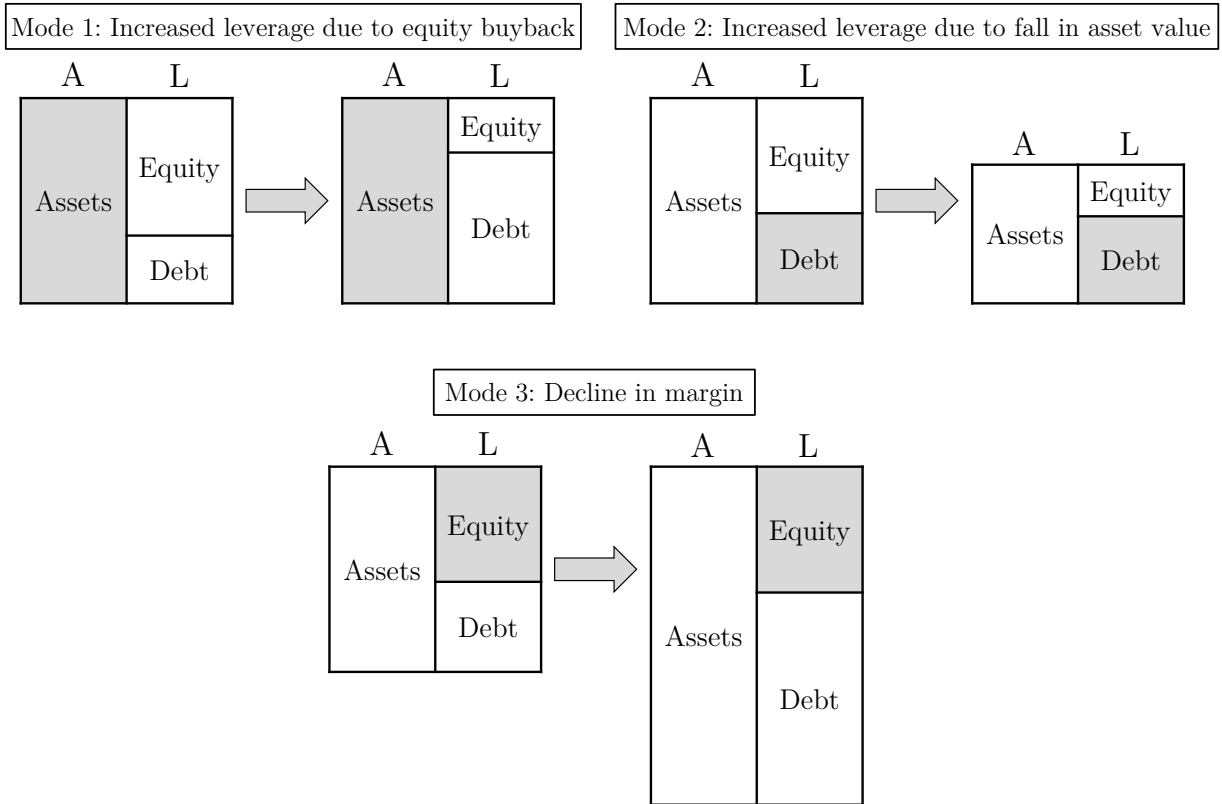 Mode 1: Increased leverage due to equity buyback
A L
Assets
Equity
Debt
A L
Assets
Equity
Debt
Mode 2: Increased leverage due to fall in asset value
A L
Assets
Equity
Debt
A L
Assets
Equity
Debt
Mode 3: Decline in margin
A L
Assets
Equity
Debt
A L
Assets
Equity
Debt